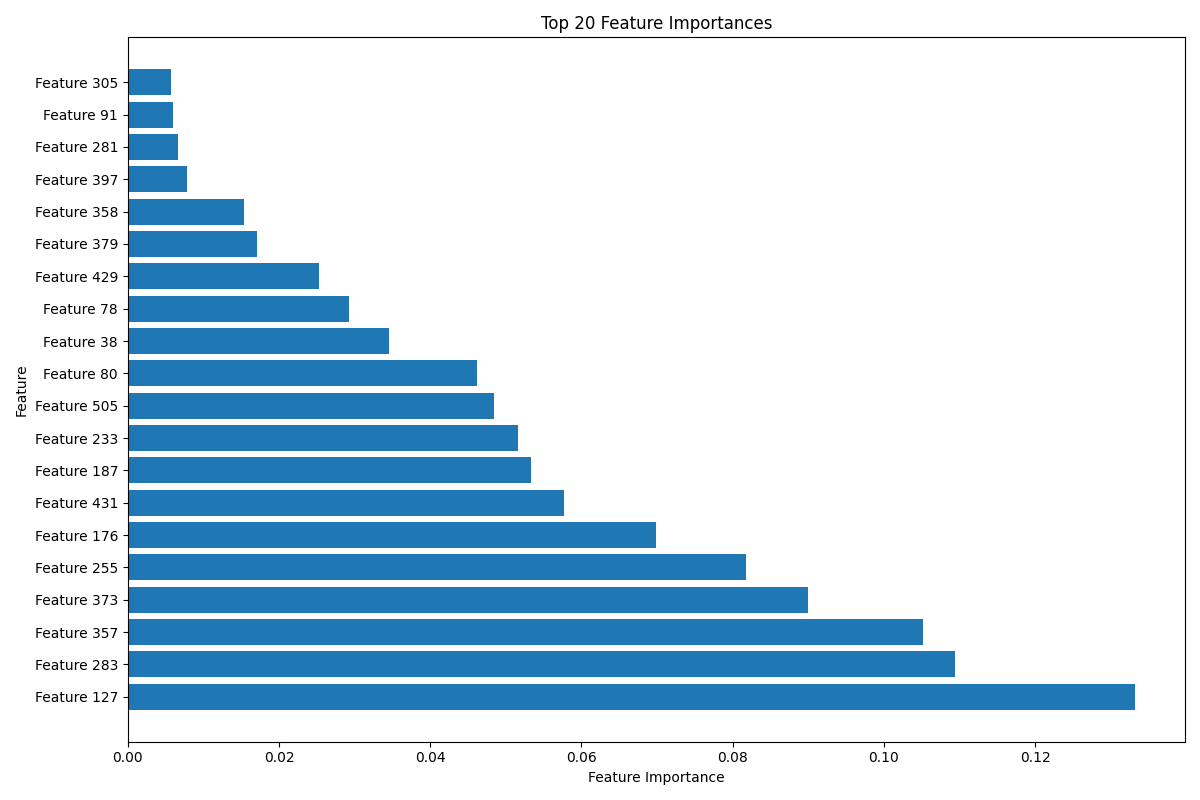 Top 20 Feature Importances
Feature
Feature 305
Feature 91
Feature 281
Feature 397
Feature 358
Feature 379
Feature 429
Feature 78
Feature 38
Feature 80
Feature 505
Feature 233
Feature 187
Feature 431
Feature 176
Feature 255
Feature 373
Feature 357
Feature 283
Feature 127
0.00 0.02 0.04 0.06 0.08 0.10 0.12
Feature Importance